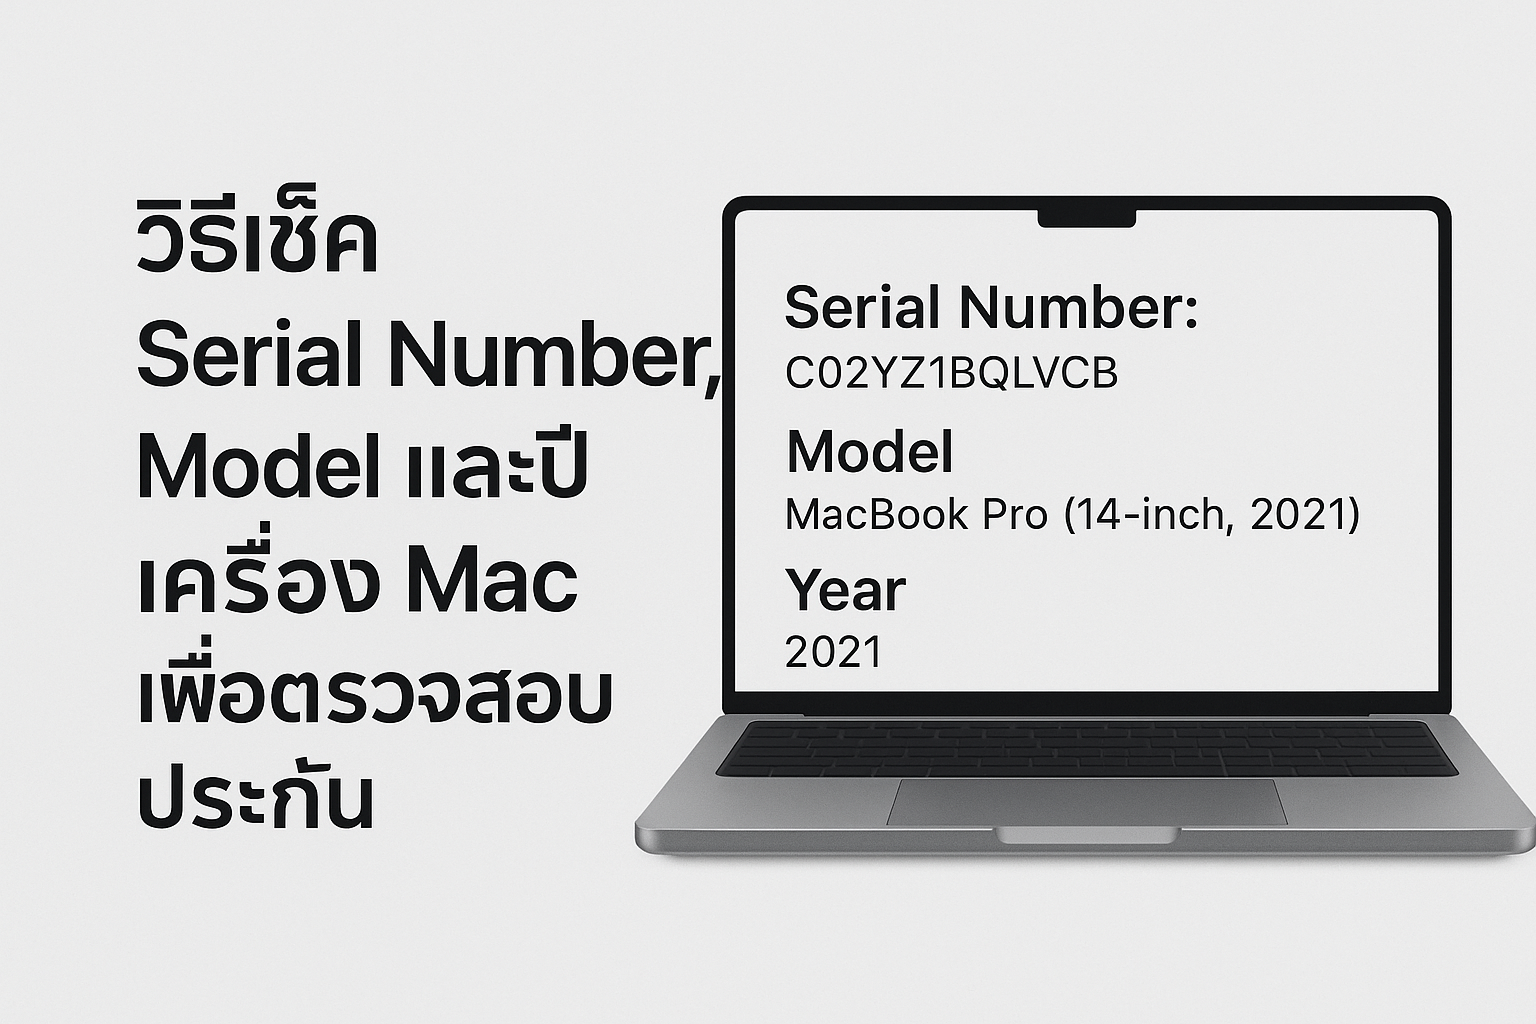 วิธีเช็ค
Serial Number,
Model และปี
เครื่อง Mac
เพื่อตรวจสอบ
ประกัน
Serial Number:
C02YZ1BQLVCB
Model
MacBook Pro (14-inch, 2021)
Year
2021